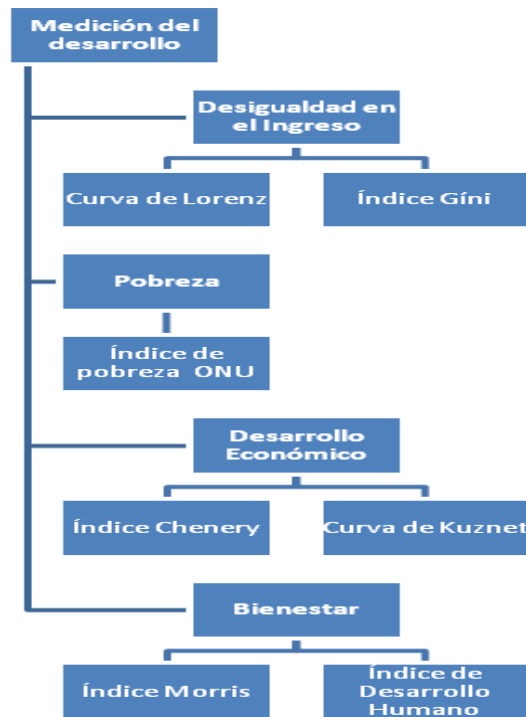 Medición del
desarrollo
Desigualdad en
el Ingreso
Curva de Lorenz
Índice Gíni
Pobreza
Índice de
pobreza ONU
Desarrollo
Económico
Índice Chenery
Curva de Kuznet
Bienestar
Índice Morris
Índice de
Desarrollo
Humano